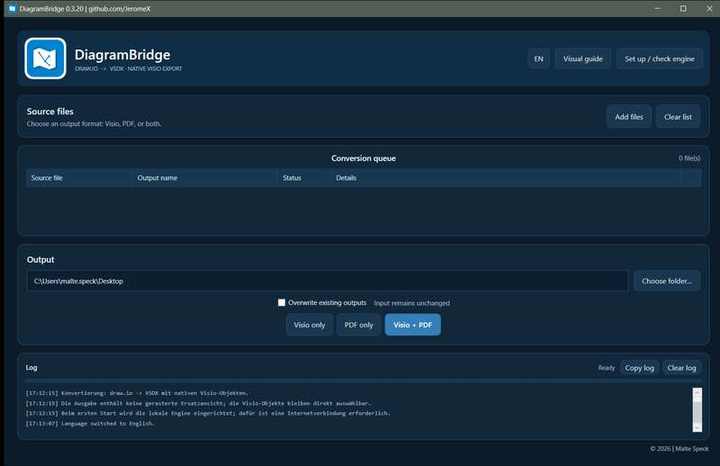 DiagramBridge 0.3.20 | github.com/JeromeX
DiagramBridge
DRAW.IO -> VSDX · NATIVE VISIO EXPORT
EN
Visual guide
Set up / check engine
Source files
Choose an output format: Visio, PDF, or both.
Add files
Clear list
Conversion queue
0 file(s)
Source file
Output name
Status
Details
Output
C:\Users\malte.speck\Desktop
Choose folder...
Overwrite existing outputs
Input remains unchanged
Visio only
PDF only
Visio + PDF
Log
Ready
Copy log
Clear log
[17:12:15] Konvertierung: draw.io -> VSDX mit nativen Visio-Objekten.
[17:12:15] Die Ausgabe enthält keine gerasterte Ersatzansicht; die Visio-Objekte bleiben direkt auswählbar.
[17:12:15] Beim ersten Start wird die lokale Engine eingerichtet; dafür ist eine Internetverbindung erforderlich.
[17:13:07] Language switched to English.
© 2026 | Malte Speck